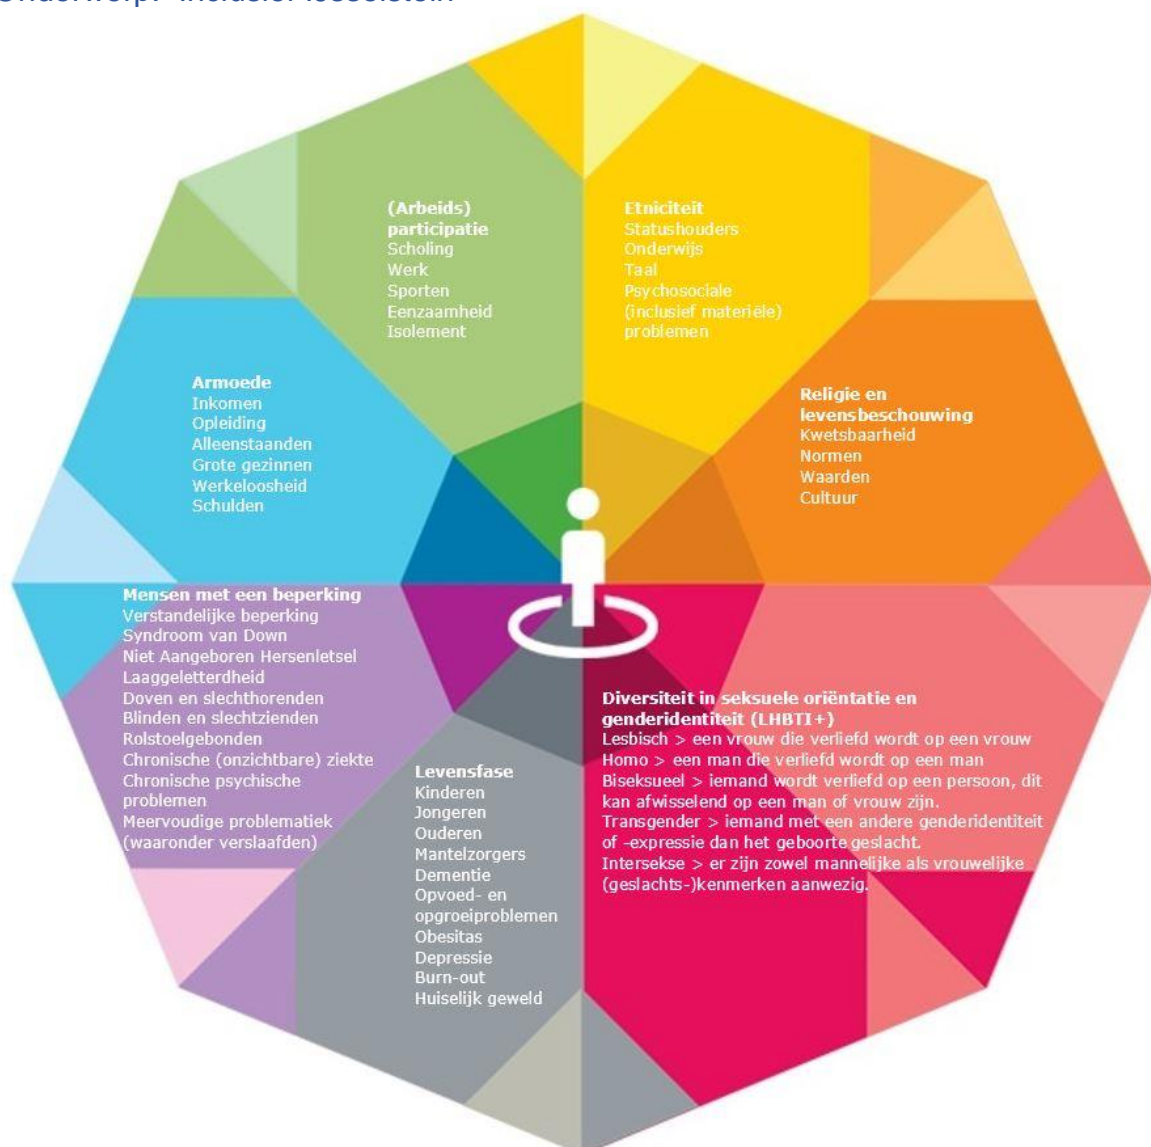 Onderwerp: Inclusief IJsselstein
(Arbeids)
participatie
Scholing
Werk
Sporten
Eenzaamheid
Isolement
Etniciteit
Statushouders
Onderwijs
Taal
Psychosociale
(inclusief materiële)
problemen
Armoede
Inkomen
Opleiding
Alleenstaanden
Grote gezinnen
Werkeloosheid
Schulden
Religie en
levensbeschouwing
Kwetsbaarheid
Normen
Waarden
Cultuur
Mensen met een beperking
Verstandelijke beperking
Syndroom van Down
Niet Aangeboren Hersenletsel
Laaggeletterdheid
Doven en slechthorenden
Blinden en slechtzienden
Rolstoelgebonden
Chronische (onzichtbare) ziekte
Chronische psychische
problemen
Meervoudige problematiek
(waaronder verslaafden)
Levensfase
Kinderen
Jongeren
Ouderen
Mantelzorgers
Dementie
Opvoed- en
opgroeiproblemen
Obesitas
Depressie
Burn-out
Huiselijk geweld
Diversiteit in seksuele oriëntatie en
genderidentiteit (LHBTI+)
Lesbisch > een vrouw die verliefd wordt op een vrouw
Homo > een man die verliefd wordt op een man
Biseksueel > iemand wordt verliefd op een persoon, dit
kan afwisselend op een man of vrouw zijn.
Transgender > iemand met een andere genderidentiteit
of -expressie dan het geboorte geslacht.
Intersekse > er zijn zowel mannelijke als vrouwelijke
(geslachts-)kenmerken aanwezig.